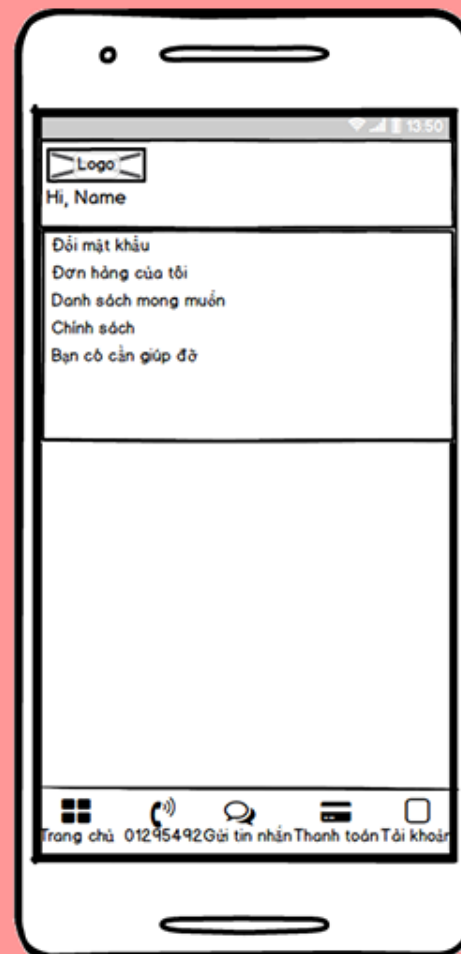 13:50
Logo
Hi, Name
Đổi mật khẩu
Đơn hàng của tôi
Danh sách mong muốn
Chính sách
Bạn có cần giúp đỡ
Trang chủ 01295492 Gửi tin nhắn Thanh toán Tài khoản